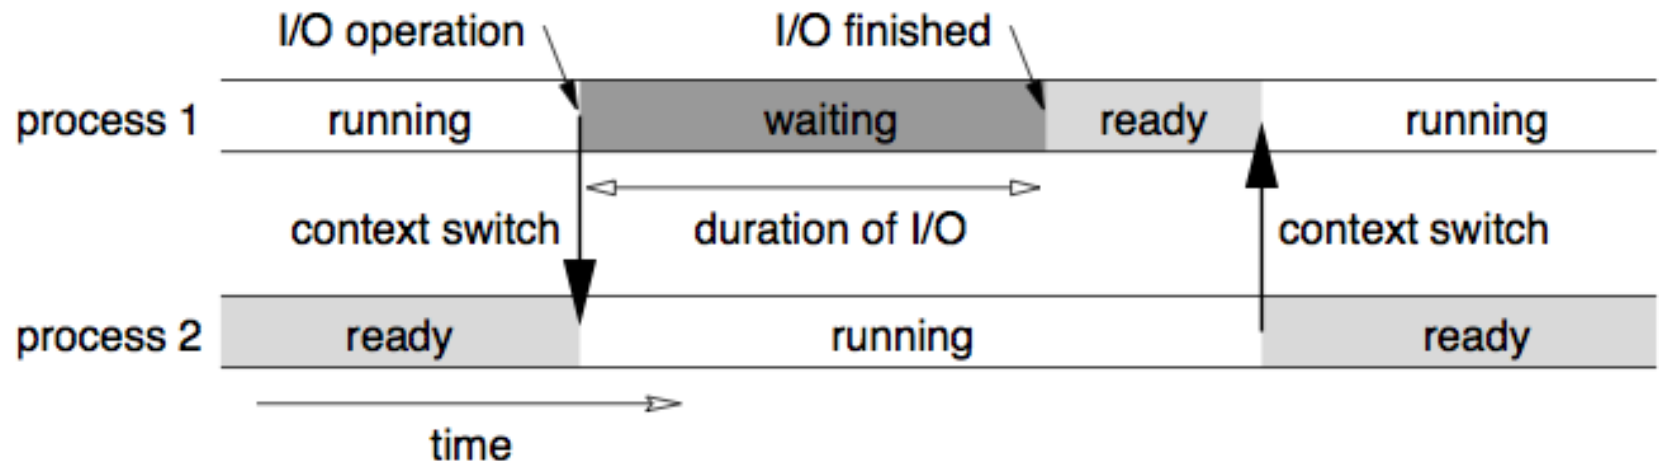 I/O operation
I/O finished
process 1
running
waiting
ready
running
context switch
duration of I/O
context switch
process 2
ready
running
ready
time